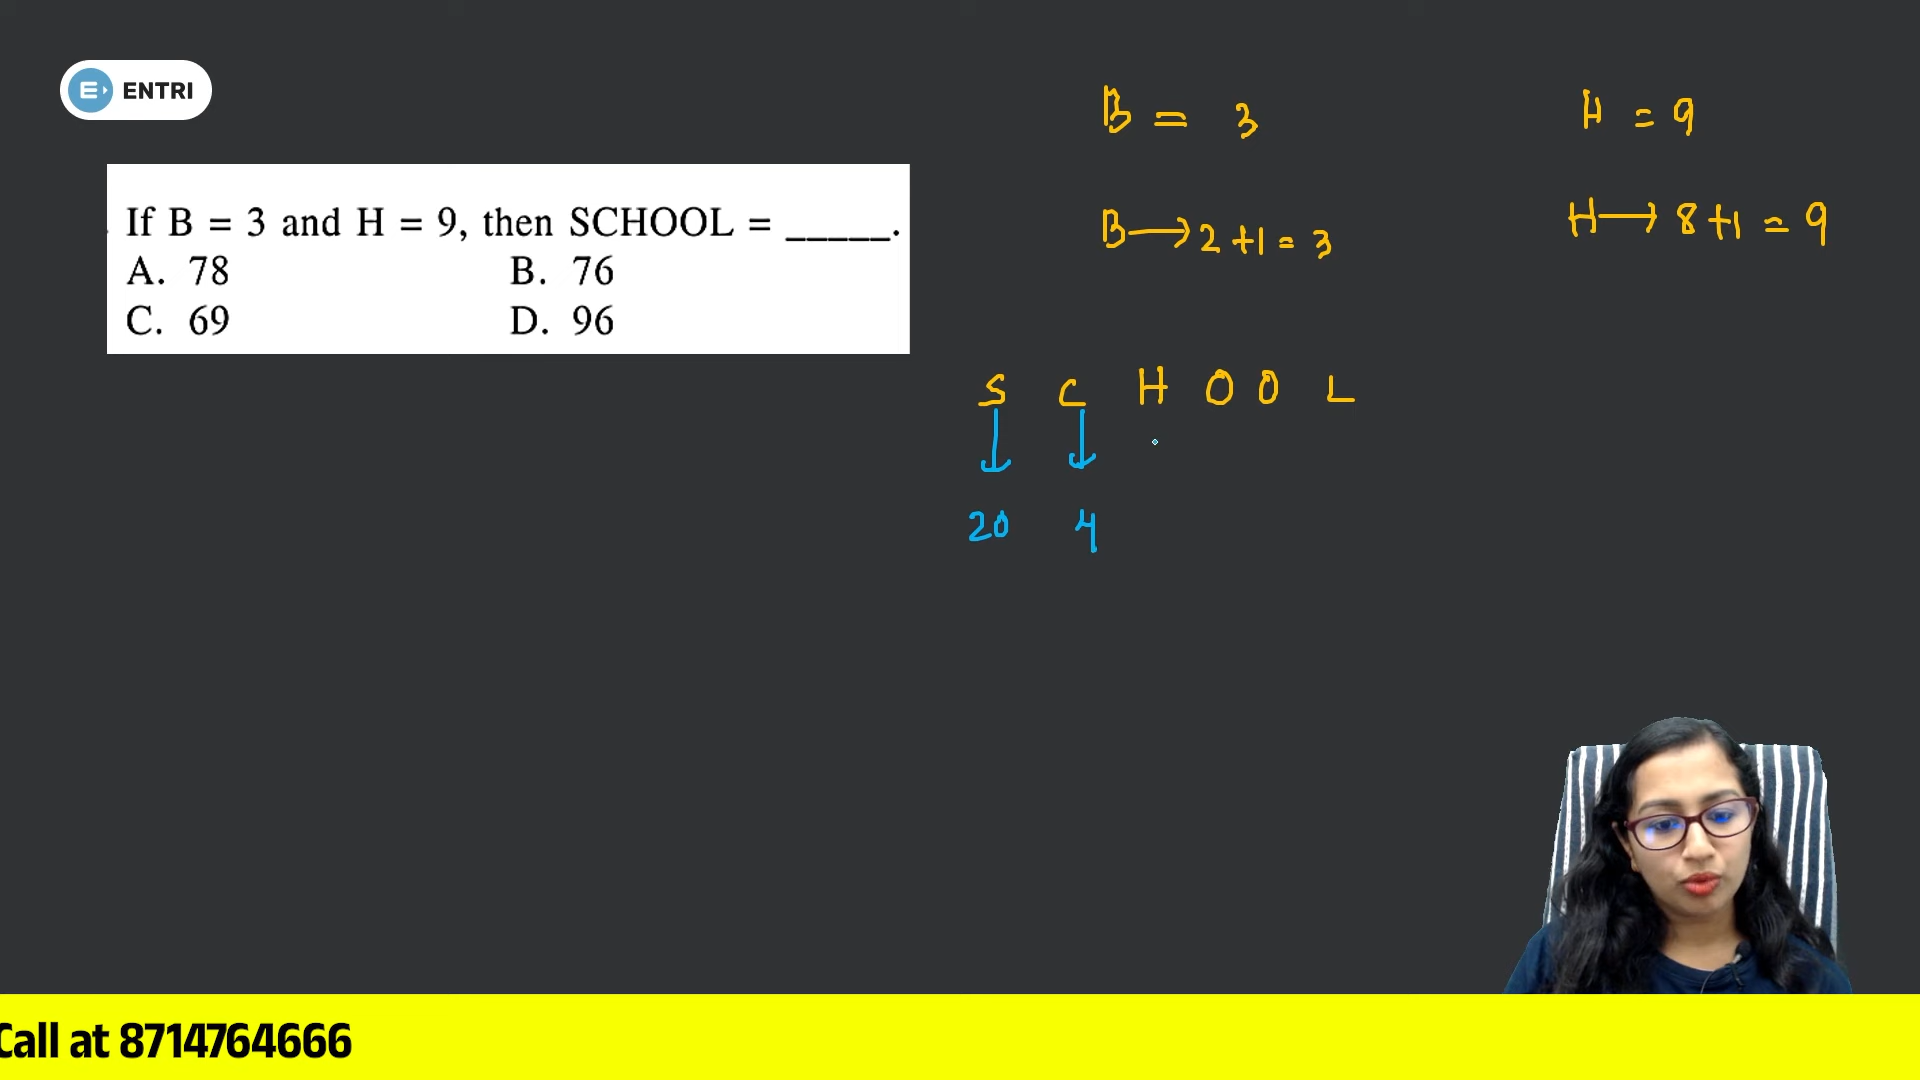 ENTRI
If B = 3 and H = 9, then SCHOOL = _____.
A. 78 B. 76
C. 69 D. 96
B = 3 H = 9
B → 2 + 1 = 3 H → 8 + 1 = 9
S C H O O L
↓ ↓
20 4
Call at 8714764666